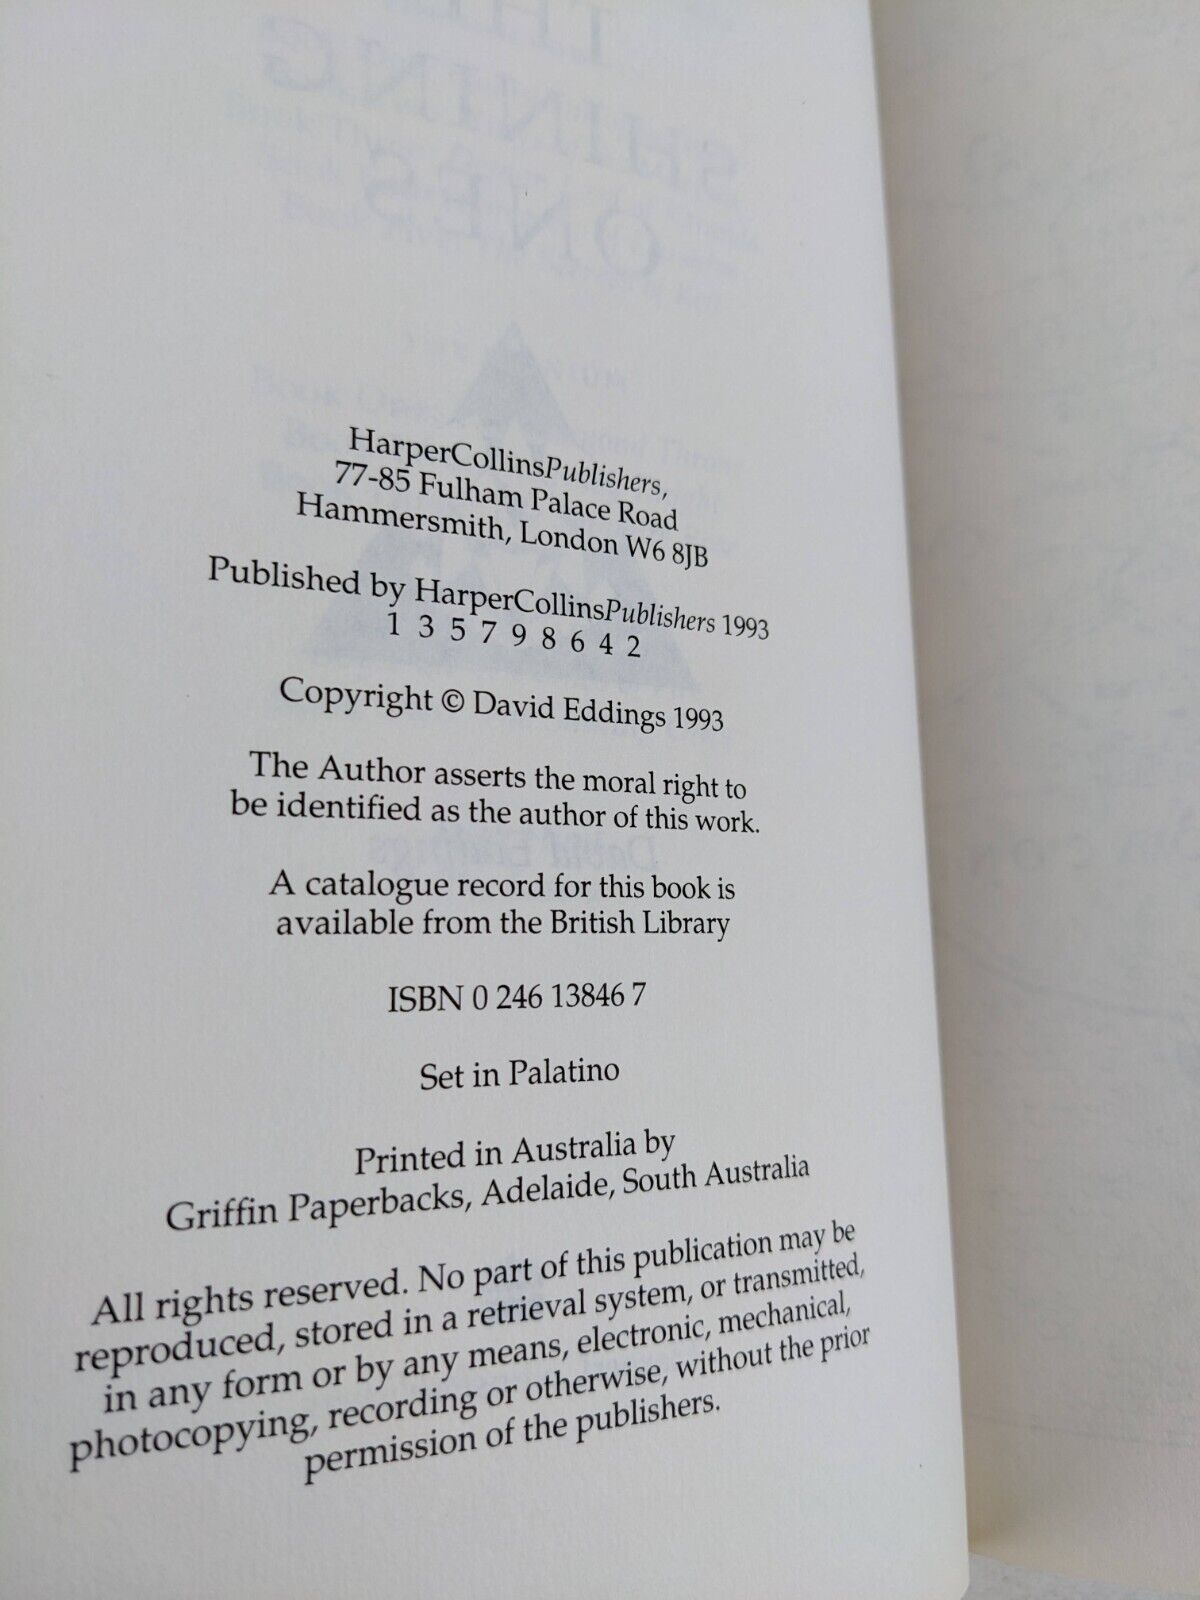 THE
SHINING
ONES
HarperCollinsPublishers,
77-85 Fulham Palace Road
Hammersmith, London W6 8JB
Published by HarperCollinsPublishers 1993
1 3 5 7 9 8 6 4 2
Copyright © David Eddings 1993
The Author asserts the moral right to
be identified as the author of this work.
David Eddings
A catalogue record for this book is
available from the British Library
ISBN 0 246 13846 7
Set in Palatino
Printed in Australia by
Griffin Paperbacks, Adelaide, South Australia
All rights reserved. No part of this publication may be
reproduced, stored in a retrieval system, or transmitted,
in any form or by any means, electronic, mechanical,
photocopying, recording or otherwise, without the prior
permission of the publishers.